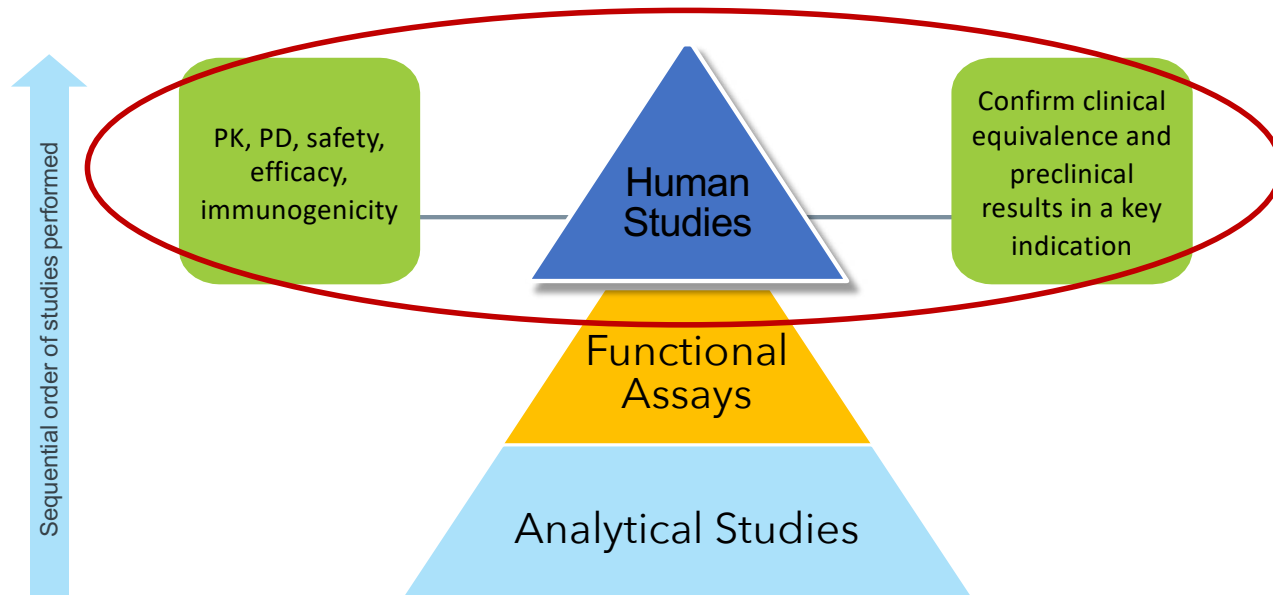 Sequential order of studies performed
PK, PD, safety,
efficacy,
immunogenicity
Human
Studies
Confirm clinical
equivalence and
preclinical
results in a key
indication
Functional
Assays
Analytical Studies